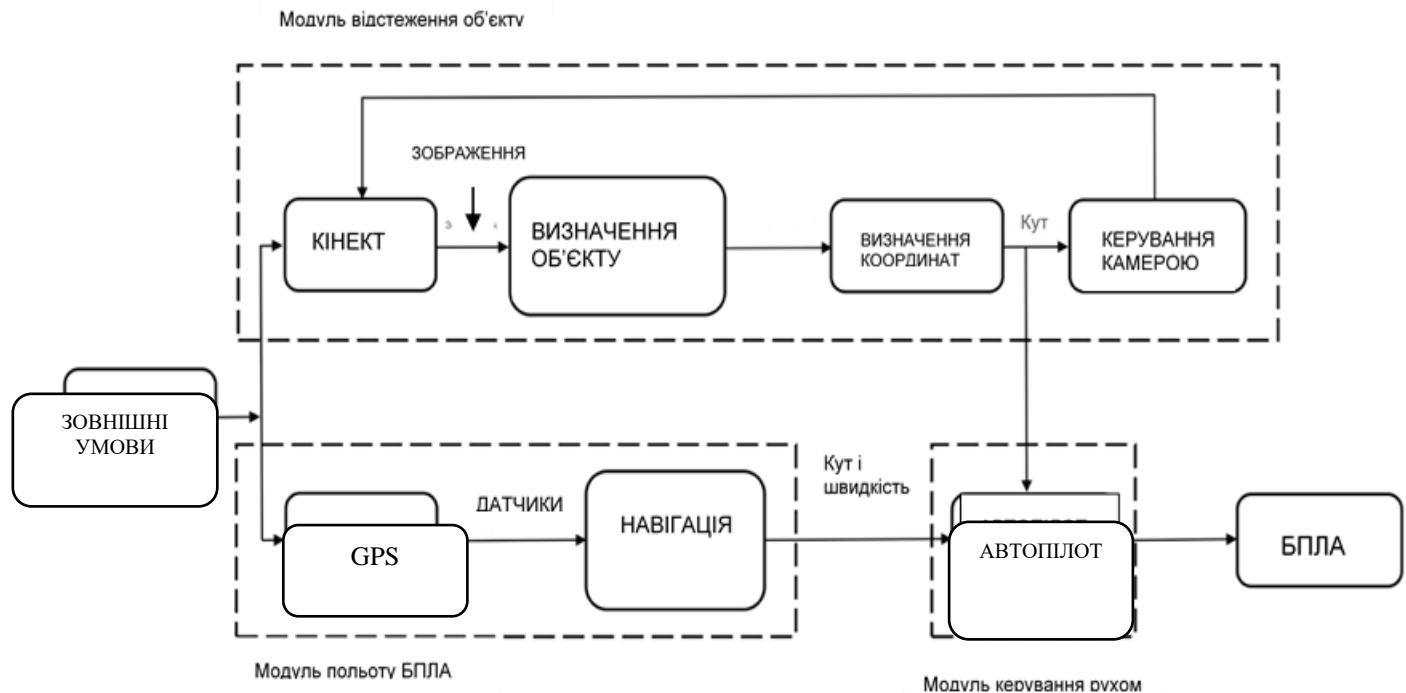 Модуль відстеження об’єкту
ЗОБРАЖЕННЯ
КІНЕКТ
ВИЗНАЧЕННЯ
ОБ’ЄКТУ
ВИЗНАЧЕННЯ
КООРДИНАТ
Кут
КЕРУВАННЯ
КАМЕРОЮ
ЗОВНІШНІ
УМОВИ
GPS
ДАТЧИКИ
НАВІГАЦІЯ
Кут і
швидкість
АВТОПІЛОТ
БПЛА
Модуль польоту БПЛА
Модуль керування рухом